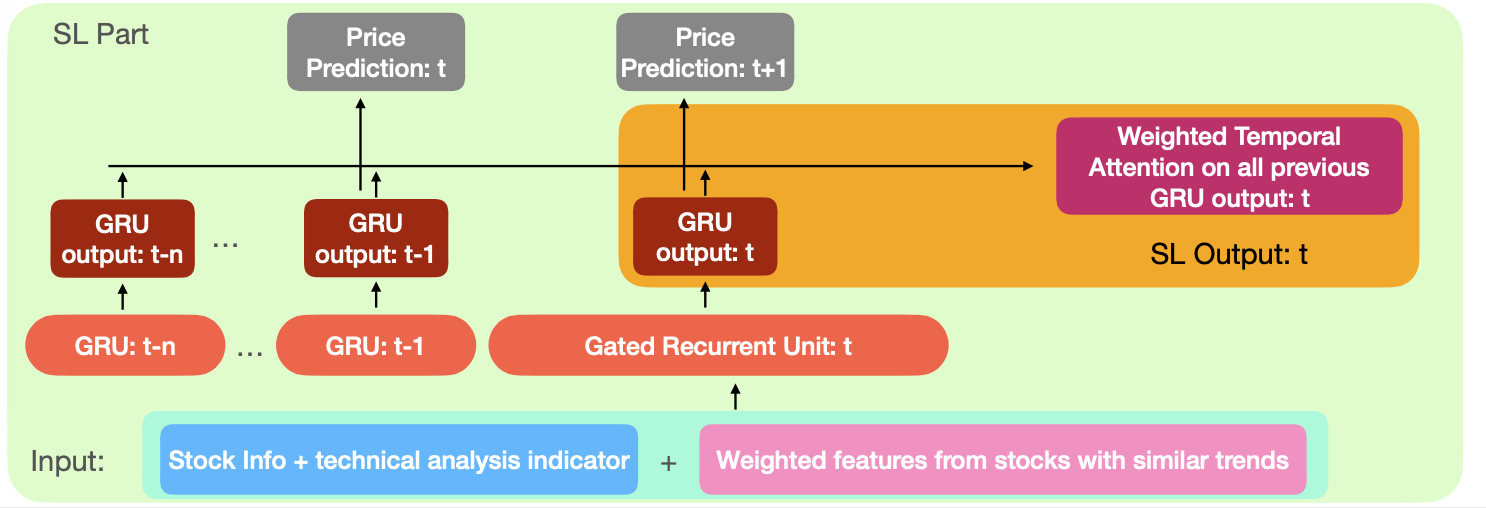 SL Part
Price
Prediction: t
Price
Prediction: t+1
Weighted Temporal
Attention on all previous
GRU output: t
SL Output: t
GRU
output: t-n
...
GRU
output: t-1
GRU
output: t
GRU: t-n
...
GRU: t-1
Gated Recurrent Unit: t
Input:
Stock Info + technical analysis indicator
+
Weighted features from stocks with similar trends